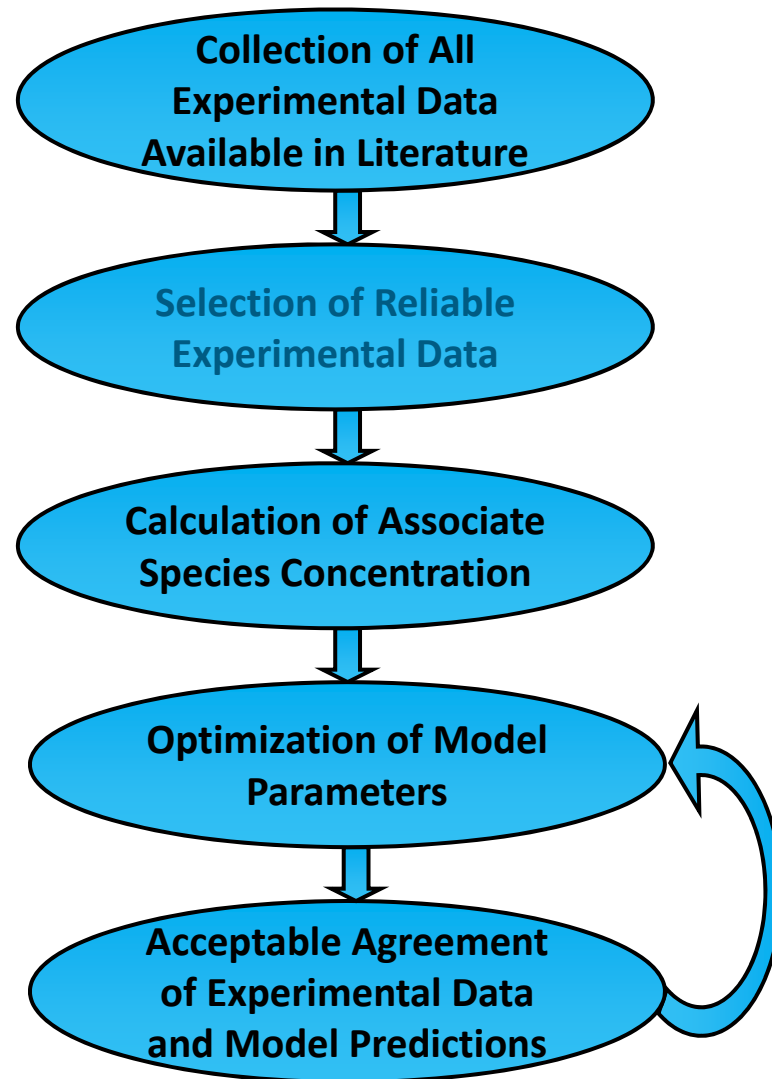 Collection of All
Experimental Data
Available in Literature
Selection of Reliable
Experimental Data
Calculation of Associate
Species Concentration
Optimization of Model
Parameters
Acceptable Agreement
of Experimental Data
and Model Predictions